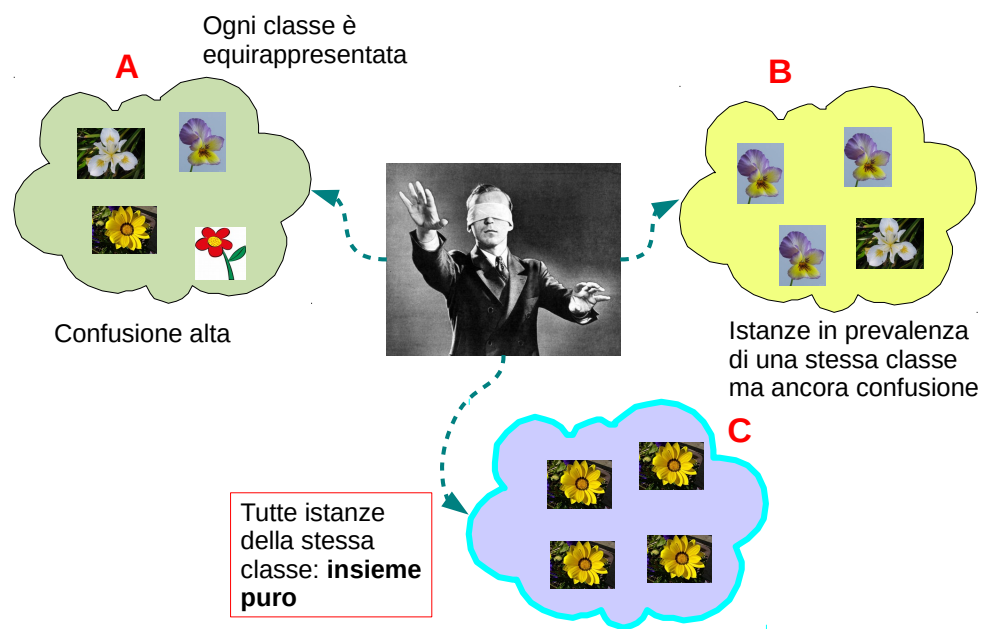 Ogni classe è
equirappresentata
A
B
Confusione alta
Istanze in prevalenza
di una stessa classe
ma ancora confusione
C
Tutte istanze
della stessa
classe: insieme
puro